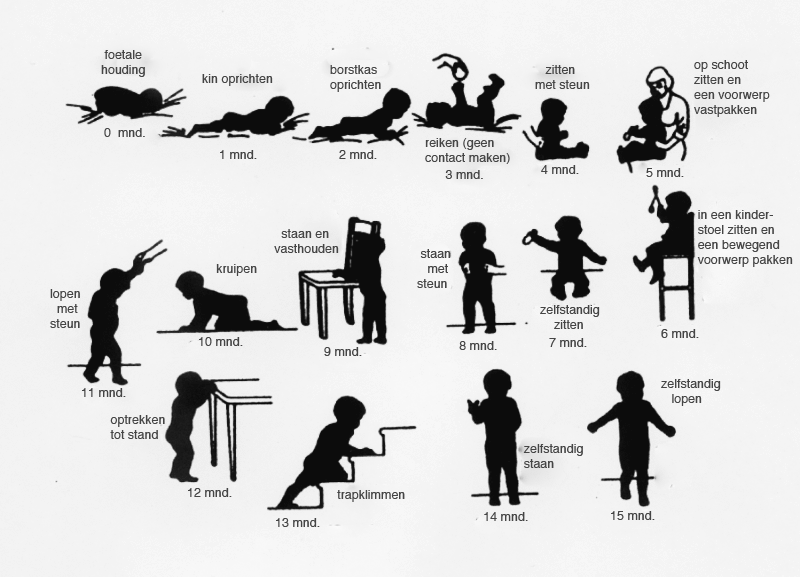 foetale
houding
0 mnd.
kin oprichten
1 mnd.
borstkas
oprichten
2 mnd.
reiken (geen
contact maken)
3 mnd.
zitten
met steun
4 mnd.
op schoot
zitten en
een voorwerp
vastpakken
5 mnd.
in een kinder-
stoel zitten en
een bewegend
voorwerp pakken
6 mnd.
zelfstandig
zitten
7 mnd.
staan
met
steun
8 mnd.
staan en
vasthouden
9 mnd.
kruipen
10 mnd.
lopen
met
steun
11 mnd.
optrekken
tot stand
12 mnd.
trapklimmen
13 mnd.
zelfstandig
staan
14 mnd.
zelfstandig
lopen
15 mnd.